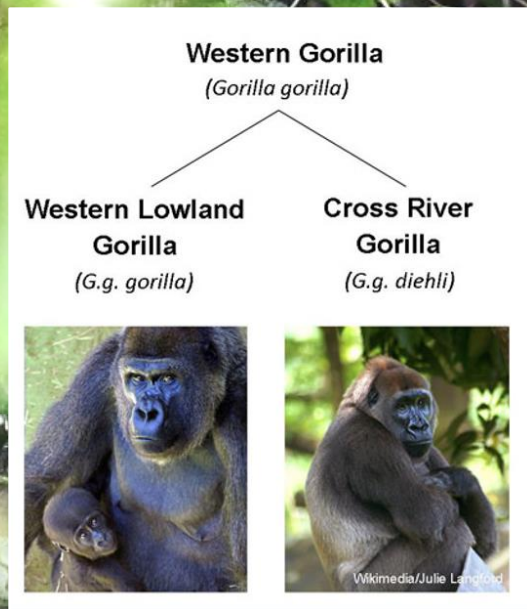 Western Gorilla
(Gorilla gorilla)
Western Lowland
Gorilla
(G.g. gorilla)
Cross River
Gorilla
(G.g. diehli)
Wikimedia/Julie Langford